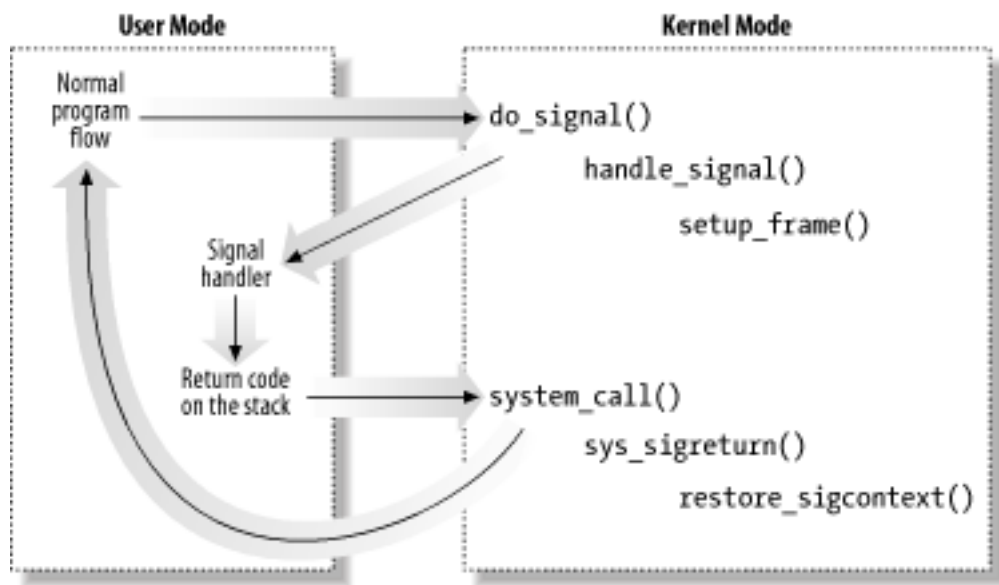 User Mode
Kernel Mode
Normal
program
flow
do_signal()
handle_signal()
setup_frame()
Signal
handler
Return code
on the stack
system_call()
sys_sigreturn()
restore_sigcontext()